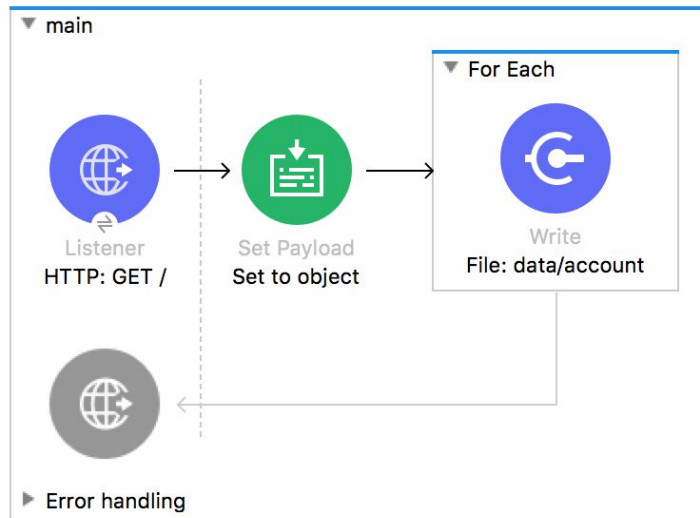 main
For Each
Listener
HTTP: GET /
Set Payload
Set to object
Write
File: data/account
Error handling